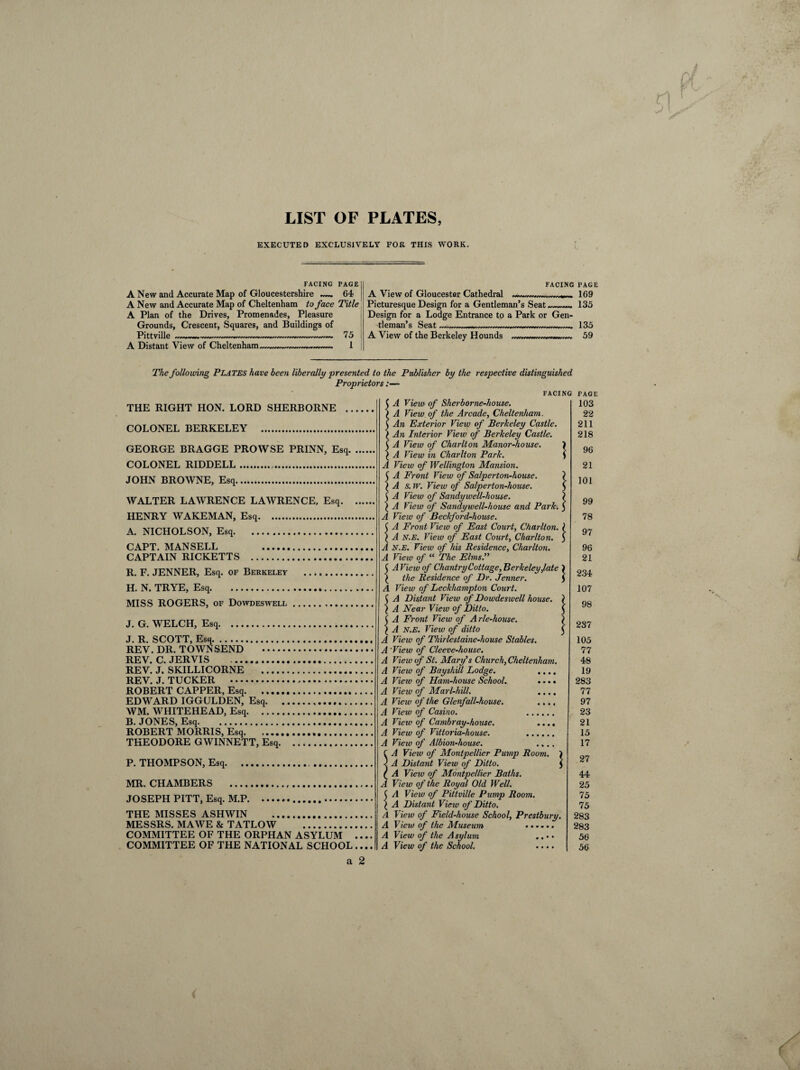 LIST OF PLATES,
EXECUTED EXCLUSIVELY FOR THIS WORK.
FACING PAGE
A New and Accurate Map of Gloucestershire 64
A New and Accurate Map of Cheltenham to face Title
A Plan of the Drives, Promenades, Pleasure
Grounds, Crescent, Squares, and Buildings of
Pittville 75
A Distant View of Cheltenham 1
FACING PAGE
A View of Gloucester Cathedral 169
Picturesque Design for a Gentleman's Seat 135
Design for a Lodge Entrance to a Park or Gen-
tleman's Seat 135
A View of the Berkeley Hounds 59
The following PLATES have been liberally presented to the Publisher by the respective distinguished
Proprietors:—
FACING PAGE
THE RIGHT HON. LORD SHERBORNE ...... A View of Sherborne-house. 103
A View of the Arcade, Cheltenham. 22
COLONEL BERKELEY ...... An Exterior View of Berkeley Castle. 211
An Interior View of Berkeley Castle. 218
GEORGE BRAGGE PROWSE PRINN, Esq. ...... A View of Charlton Manor-house.
A View in Charlton Park. 96
COLONEL RIDDELL ...... A View of Wellington Mansion. 21
JOHN BROWNE, Esq. ...... A Front View of Salperton-house.
A S.W. View of Salperton-house. 101
WALTER LAWRENCE LAWRENCE, Esq. ...... A View of Sandywell-house.
A View of Sandywell-house and Park. 99
HENRY WAKEMAN, Esq. ...... A View of Beckford-house. 78
A. NICHOLSON, Esq. ...... A Front View of East Court, Charlton.
A N.E. View of East Court, Charlton. 97
CAPT. MANSELL ...... A N.E. View of his Residence, Charlton. 96
CAPTAIN RICKETTS ...... A View of “ The Elms.” 21
R. F. JENNER, Esq. OF BERKELEY ...... A View of Chantry Cottage, Berkeley, late
the Residence of Dr. Jenner. 234
H. N. TRYE, Esq. ...... A View of Leckhampton Court. 107
MISS ROGERS, OF DOWDESWELL ...... A Distant View of Dowdeswell house.
A Near View of Ditto. 98
J. G. WELCH, Esq. ...... A Front View of Arle-house.
A N.E. View of ditto 237
J. R. SCOTT, Esq. ...... A View of Thirlestaine-house Stables. 105
REV. DR. TOWNSEND ...... A View of Cleeve-house. 77
REV. C. JERVIS ...... A View of St. Mary's Church, Cheltenham. 48
REV. J. SKILLICORNE ...... A View of Bayshill Lodge. .... 19
REV. J. TUCKER ...... A View of Ham-house School. .... 283
ROBERT CAPPER, Esq. ...... A View of Marl-hill. .... 77
EDWARD IGGULDEN, Esq. ...... A View of the Glenfall-house. .... 97
WM. WHITEHEAD, Esq. ...... A View of Casino. ...... 23
B. JONES, Esq. ...... A View of Cambray-house. .... 21
ROBERT MORRIS, Esq. ...... A View of Vittoria-house. ...... 15
THEODORE GWINNETT, Esq. ...... A View of Albion-house. .... 17
P. THOMPSON, Esq. ...... A View of Montpellier Pump Room.
A Distant View of Ditto. 27
A View of Montpellier Baths. 44
MR. CHAMBERS ...... A View of the Royal Old Well. 25
JOSEPH PITT, Esq. M.P. ...... A View of Pittville Pump Room. 75
A Distant View of Ditto. 75
THE MISSES ASHWIN ...... A View of Field-house School, Prestbury. 283
MESSRS. MAWE & TATLOW ...... A View of the Museum ...... 283
COMMITTEE OF THE ORPHAN ASYLUM .... A View of the Asylum .... 56
COMMITTEE OF THE NATIONAL SCHOOL.... A View of the School. .... 56
a 2